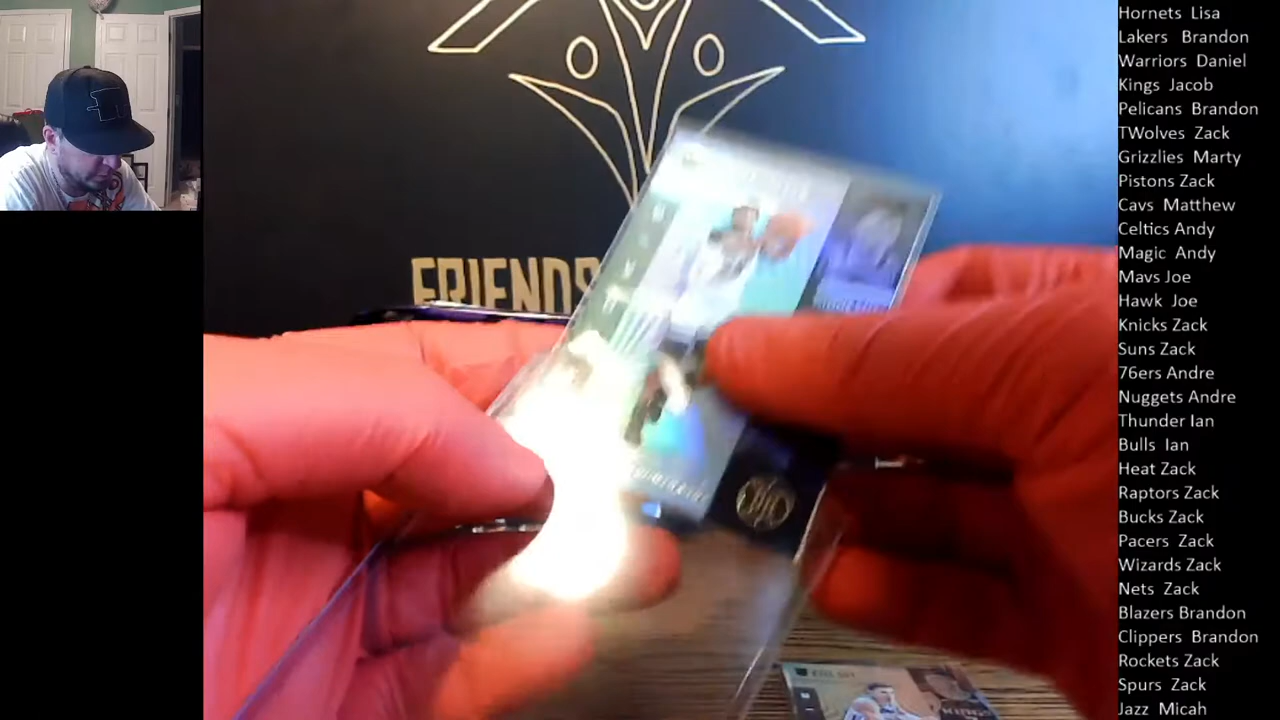 Hornets Lisa
Lakers Brandon
Warriors Daniel
Kings Jacob
Pelicans Brandon
TWolves Zack
Grizzlies Marty
Pistons Zack
Cavs Matthew
Celtics Andy
Magic Andy
Mavs Joe
Hawk Joe
Knicks Zack
Suns Zack
76ers Andre
Nuggets Andre
Thunder Ian
Bulls Ian
Heat Zack
Raptors Zack
Bucks Zack
Pacers Zack
Wizards Zack
Nets Zack
Blazers Brandon
Clippers Brandon
Rockets Zack
Spurs Zack
Jazz Micah
FRIENDS